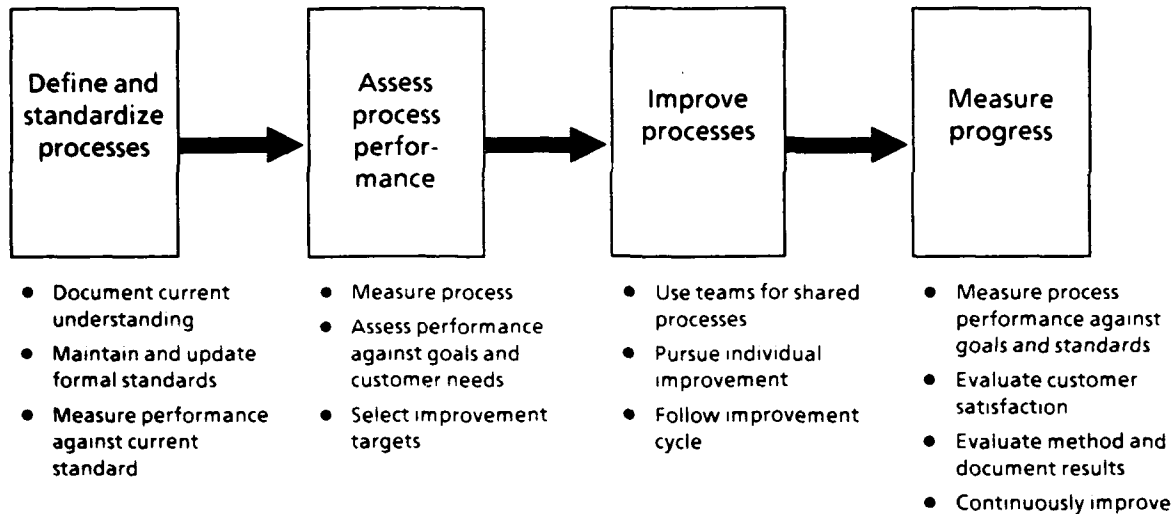 Define and
standardize
processes
Assess
process
perfor-
mance
Improve
processes
Measure
progress
● Document current
understanding
● Maintain and update
formal standards
● Measure performance
against current
standard
● Measure process
● Assess performance
against goals and
customer needs
● Select improvement
targets
● Use teams for shared
processes
● Pursue individual
improvement
● Follow improvement
cycle
● Measure process
performance against
goals and standards
● Evaluate customer
satisfaction
● Evaluate method and
document results
● Continuously improve